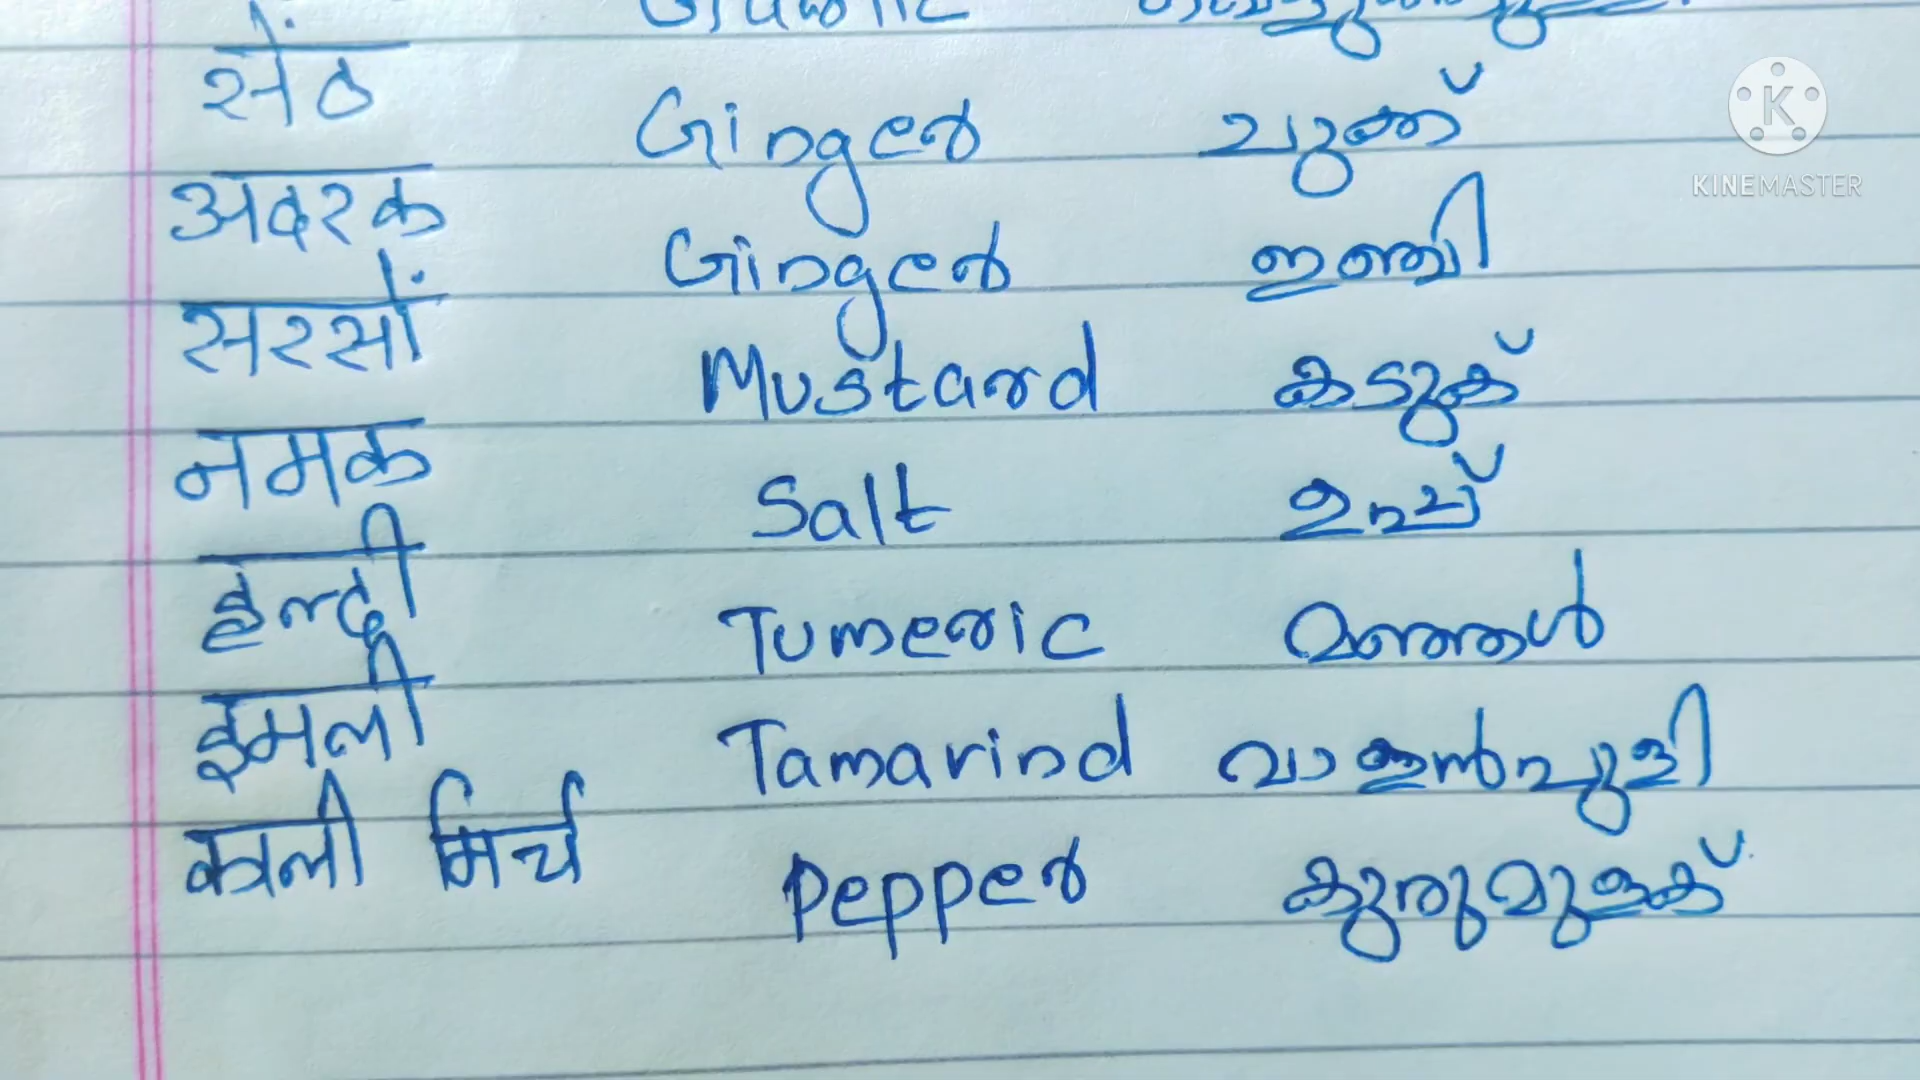 सोंठ Ginger ചുക്ക്
अदरक Ginger ഇഞ്ചി
सरसों Mustard കടുക്
नमक Salt ഉപ്പ്
हल्दी Tumeric മഞ്ഞൾ
इमली Tamarind വാളൻപുളി
काली मिर्च Pepper കുരുമുളക്
K
KINEMASTER